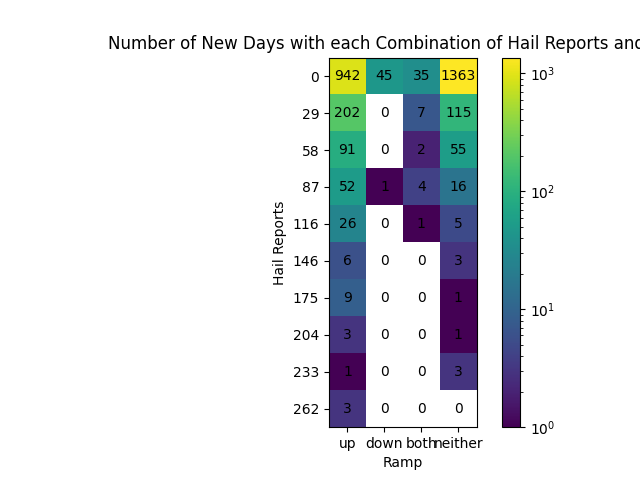 Number of New Days with each Combination of Hail Reports and
0 942 45 35 1363
29 202 0 7 115
58 91 0 2 55
87 52 1 4 16
116 26 0 1 5
146 6 0 0 3
175 9 0 0 1
204 3 0 0 1
233 1 0 0 3
262 3 0 0 0
up down both neither
Ramp
Hail Reports
10³
10²
10¹
10⁰